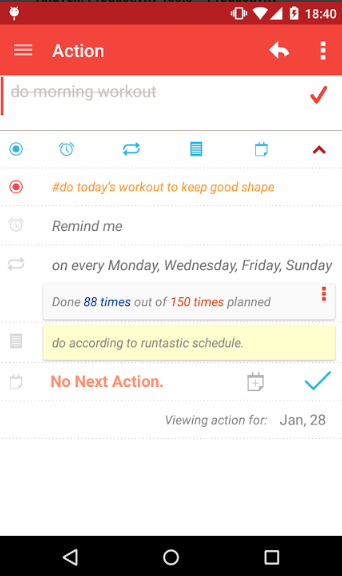 18:40
Action
do morning workout
#do today's workout to keep good shape
Remind me
on every Monday, Wednesday, Friday, Sunday
Done 88 times out of 150 times planned
do according to runtastic schedule.
No Next Action.
Viewing action for: Jan, 28